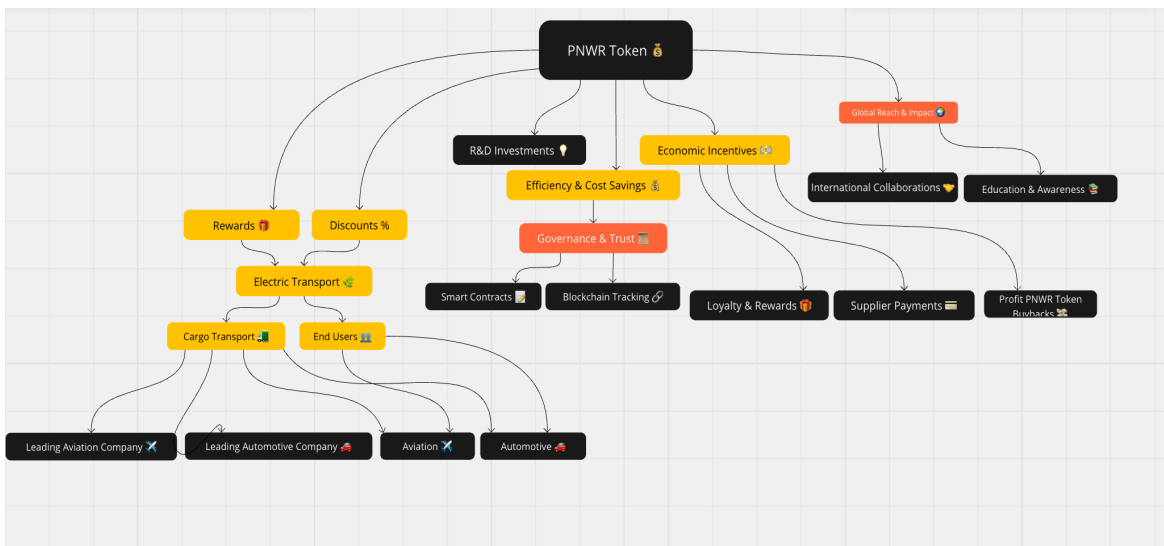 PNWR Token 💰
Global Reach & Impact 🌍
R&D Investments 💡
Economic Incentives 💵
Efficiency & Cost Savings 💰
International Collaborations 🤝
Education & Awareness 📚
Rewards 🎁
Discounts %
Governance & Trust
Electric Transport 🌿
Smart Contracts 📝
Blockchain Tracking 🔗
Loyalty & Rewards 🎁
Supplier Payments 💳
Profit PNWR Token
Buybacks 💸
Cargo Transport 🚛
End Users 👥
Leading Aviation Company ✈️
Leading Automotive Company 🚗
Aviation ✈️
Automotive 🚗